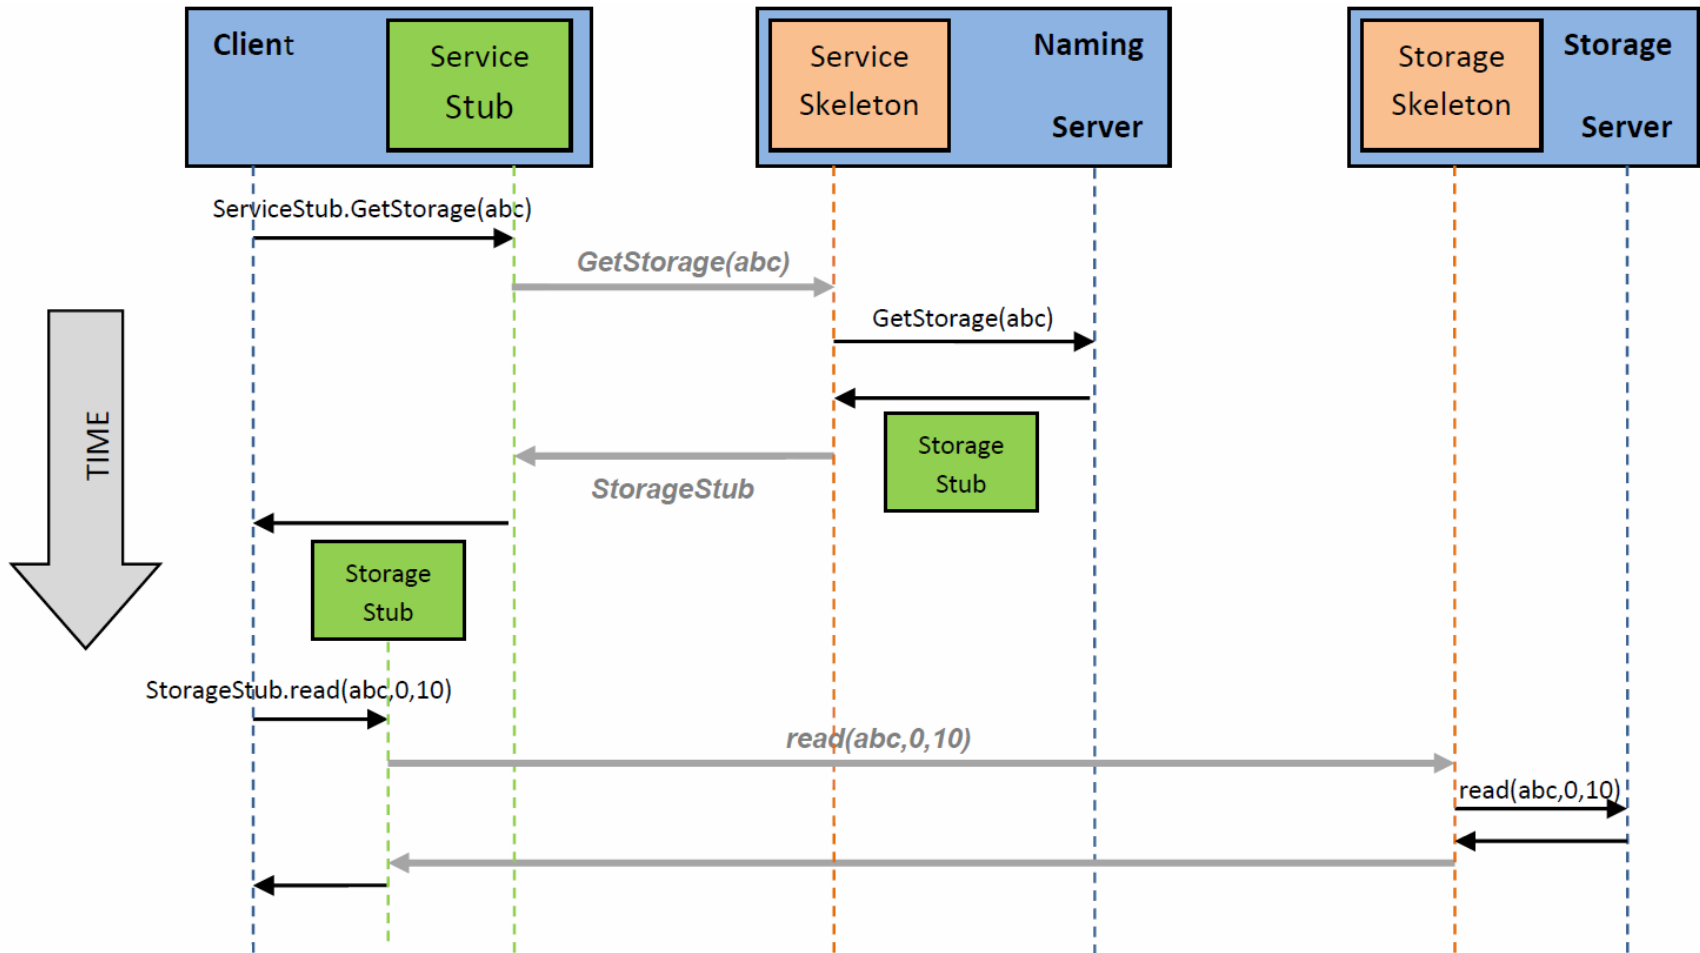 Client
Service
Stub
Service
Skeleton
Naming
Server
Storage
Skeleton
Storage
Server
ServiceStub.GetStorage(abc)
GetStorage(abc)
GetStorage(abc)
TIME
Storage
Stub
StorageStub
Storage
Stub
StorageStub.read(abc,0,10)
read(abc,0,10)
read(abc,0,10)